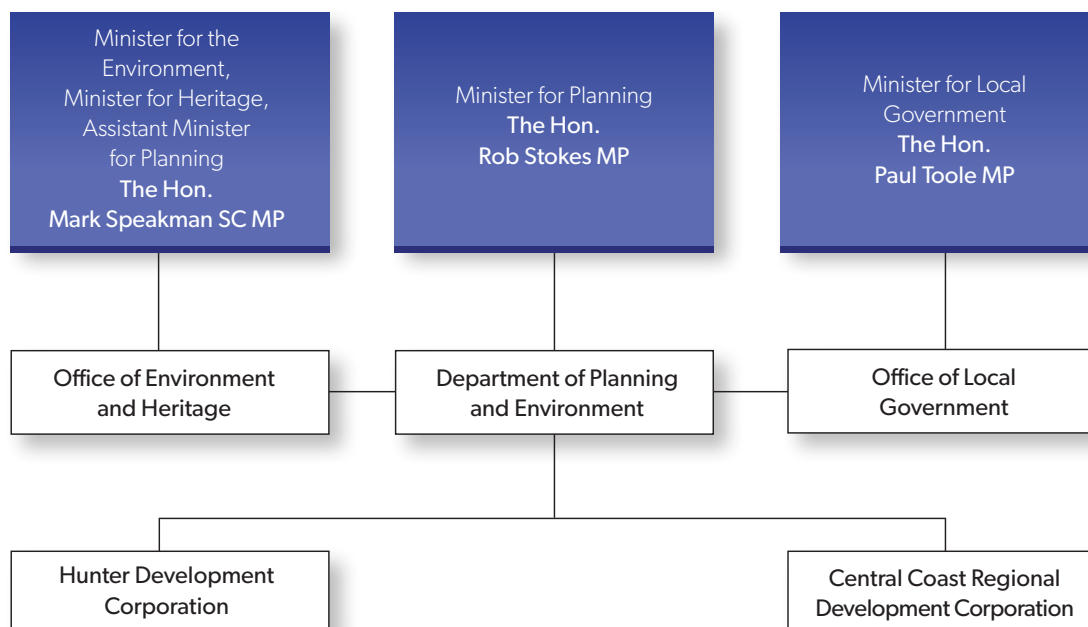 Minister for the
Environment,
Minister for Heritage,
Assistant Minister
for Planning
The Hon.
Mark Speakman SC MP
Minister for Planning
The Hon.
Rob Stokes MP
Minister for Local
Government
The Hon.
Paul Toole MP
Office of Environment
and Heritage
Department of Planning
and Environment
Office of Local
Government
Hunter Development
Corporation
Central Coast Regional
Development Corporation